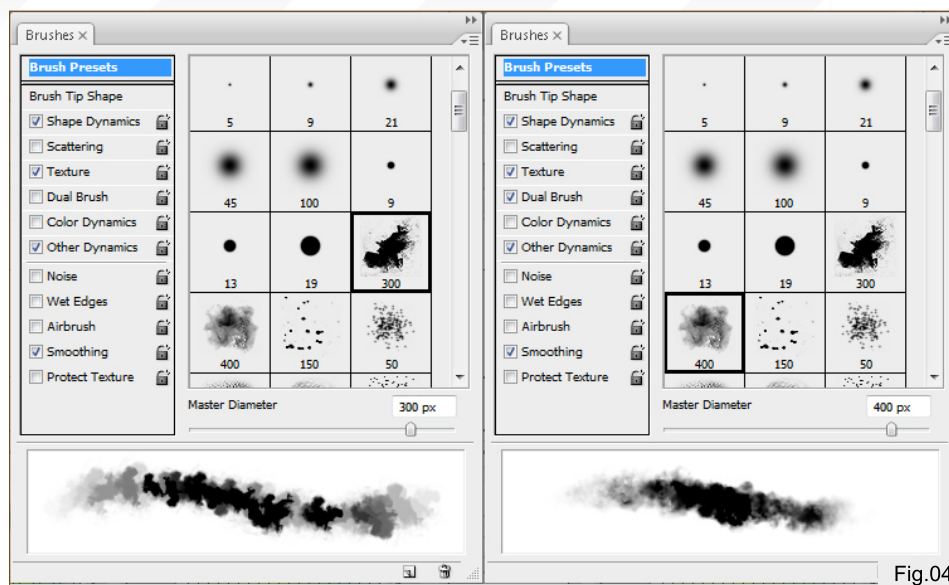 Brushes ×
Brush Presets
Brush Tip Shape
Shape Dynamics
Scattering
Texture
Dual Brush
Color Dynamics
Other Dynamics
Noise
Wet Edges
Airbrush
Smoothing
Protect Texture
5 9 21
45 100 9
13 19 300
400 150 50
Master Diameter 300 px
Brushes ×
Brush Presets
Brush Tip Shape
Shape Dynamics
Scattering
Texture
Dual Brush
Color Dynamics
Other Dynamics
Noise
Wet Edges
Airbrush
Smoothing
Protect Texture
5 9 21
45 100 9
13 19 300
400 150 50
Master Diameter 400 px
Fig.04